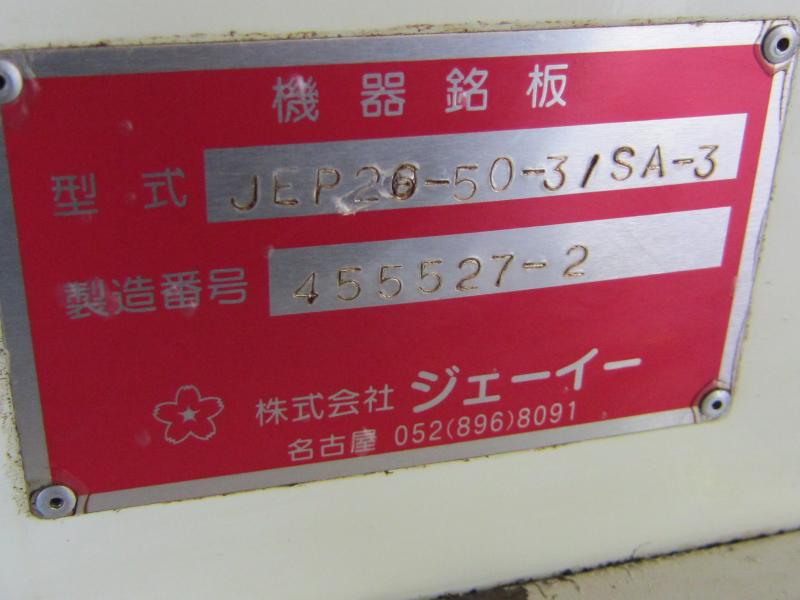 機器銘板
型式 JEP26-50-3/SA-3
製造番号 455527-2
株式会社 ジェーイー
名古屋 052(896)8091